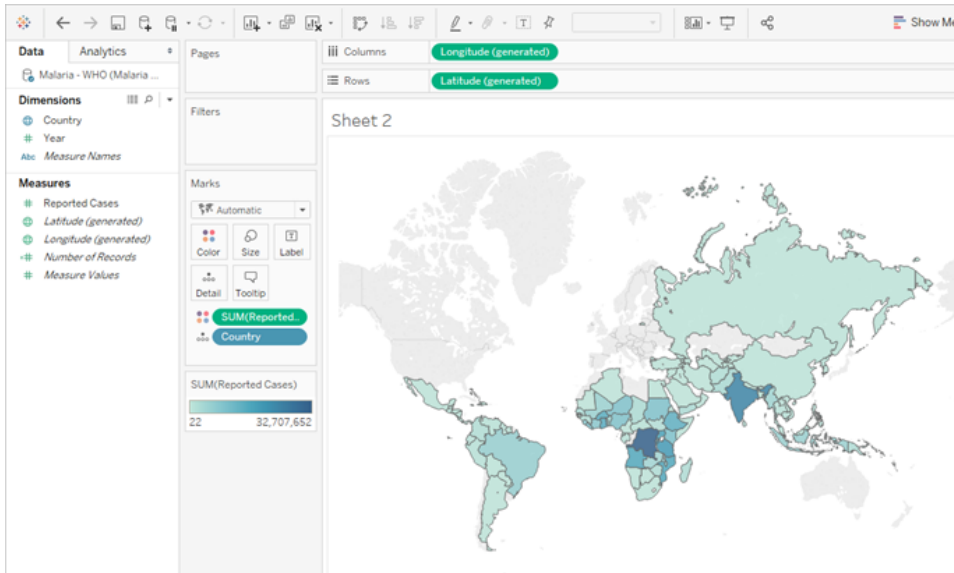 Show Me
Data Analytics
Malaria - WHO (Malaria ...
Dimensions
Country
Year
Abc Measure Names
Measures
Reported Cases
Latitude (generated)
Longitude (generated)
Number of Records
Measure Values
Pages
Filters
Marks
Automatic
Color Size Label
Detail Tooltip
SUM(Reported..
Country
SUM(Reported Cases)
22 32,707,652
Columns Longitude (generated)
Rows Latitude (generated)
Sheet 2